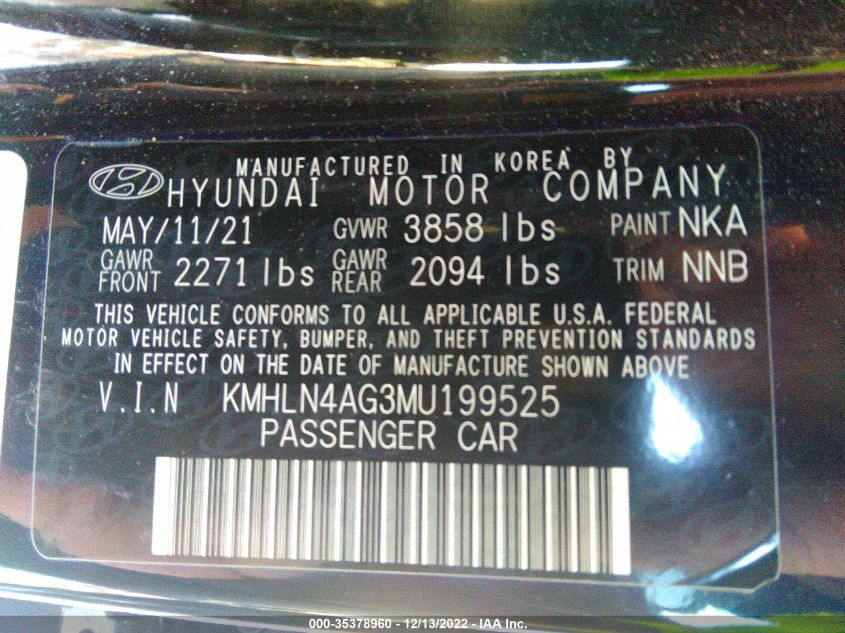 MANUFACTURED IN KOREA BY
HYUNDAI MOTOR COMPANY
MAY/11/21 GVWR 3858 lbs PAINT NKA
GAWR FRONT 2271 lbs GAWR REAR 2094 lbs TRIM NNB
THIS VEHICLE CONFORMS TO ALL APPLICABLE U.S.A. FEDERAL
MOTOR VEHICLE SAFETY, BUMPER, AND THEFT PREVENTION STANDARDS
IN EFFECT ON THE DATE OF MANUFACTURE SHOWN ABOVE
V.I.N KMHLN4AG3MU199525
PASSENGER CAR
000-35378960 - 12/13/2022 - IAA Inc.